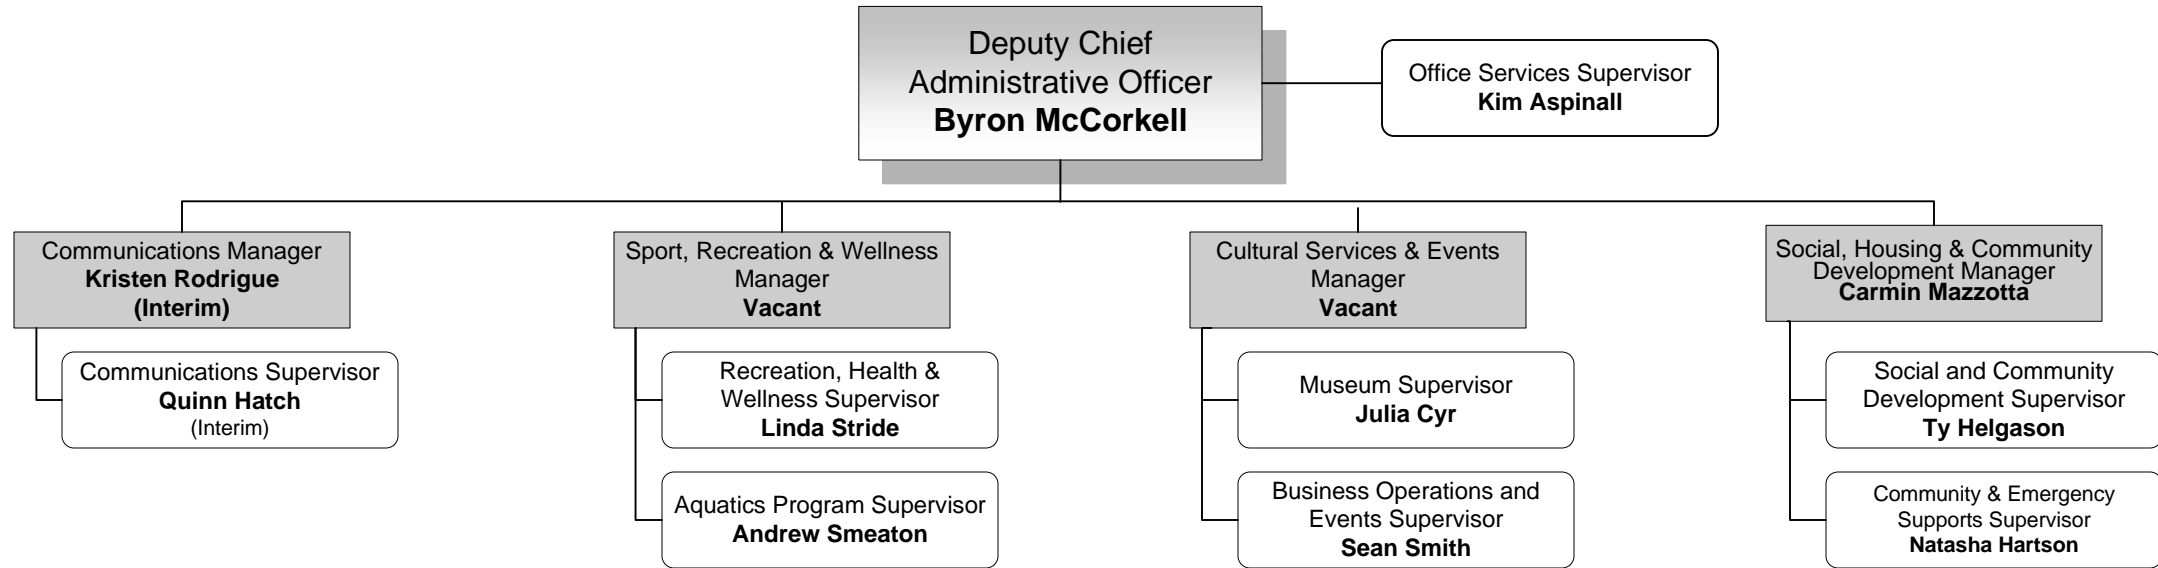 Deputy Chief
Administrative Officer
Byron McCorkell
Office Services Supervisor
Kim Aspinall
Communications Manager
Kristen Rodrigue
(Interim)
Sport, Recreation & Wellness
Manager
Vacant
Cultural Services & Events
Manager
Vacant
Social, Housing & Community
Development Manager
Carmin Mazzotta
Communications Supervisor
Quinn Hatch
(Interim)
Recreation, Health &
Wellness Supervisor
Linda Stride
Museum Supervisor
Julia Cyr
Social and Community
Development Supervisor
Ty Helgason
Aquatics Program Supervisor
Andrew Smeaton
Business Operations and
Events Supervisor
Sean Smith
Community & Emergency
Supports Supervisor
Natasha Hartson